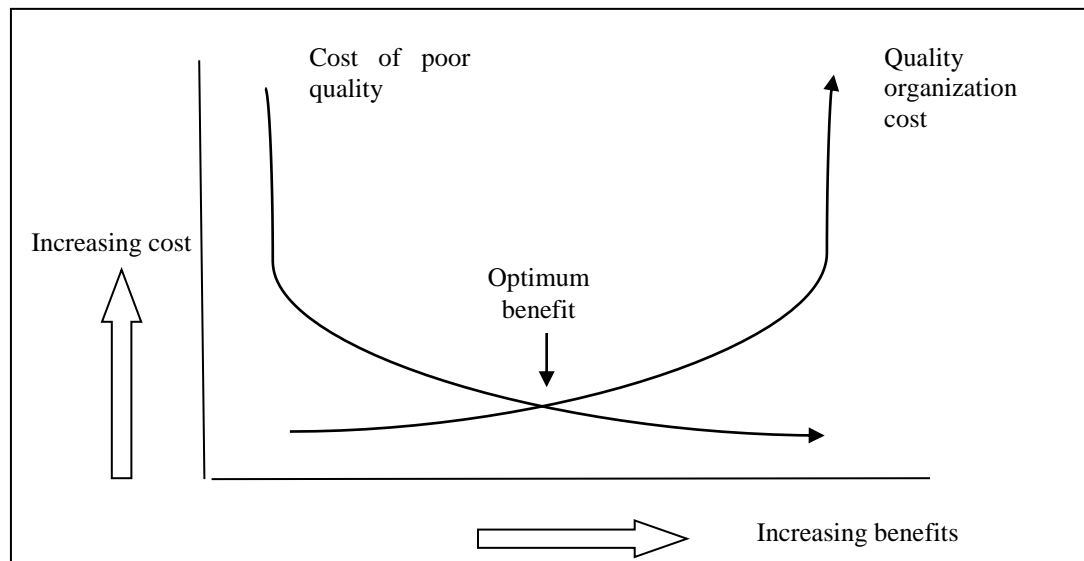 Cost of poor
quality
Quality
organization
cost
Increasing cost
Optimum
benefit
Increasing benefits